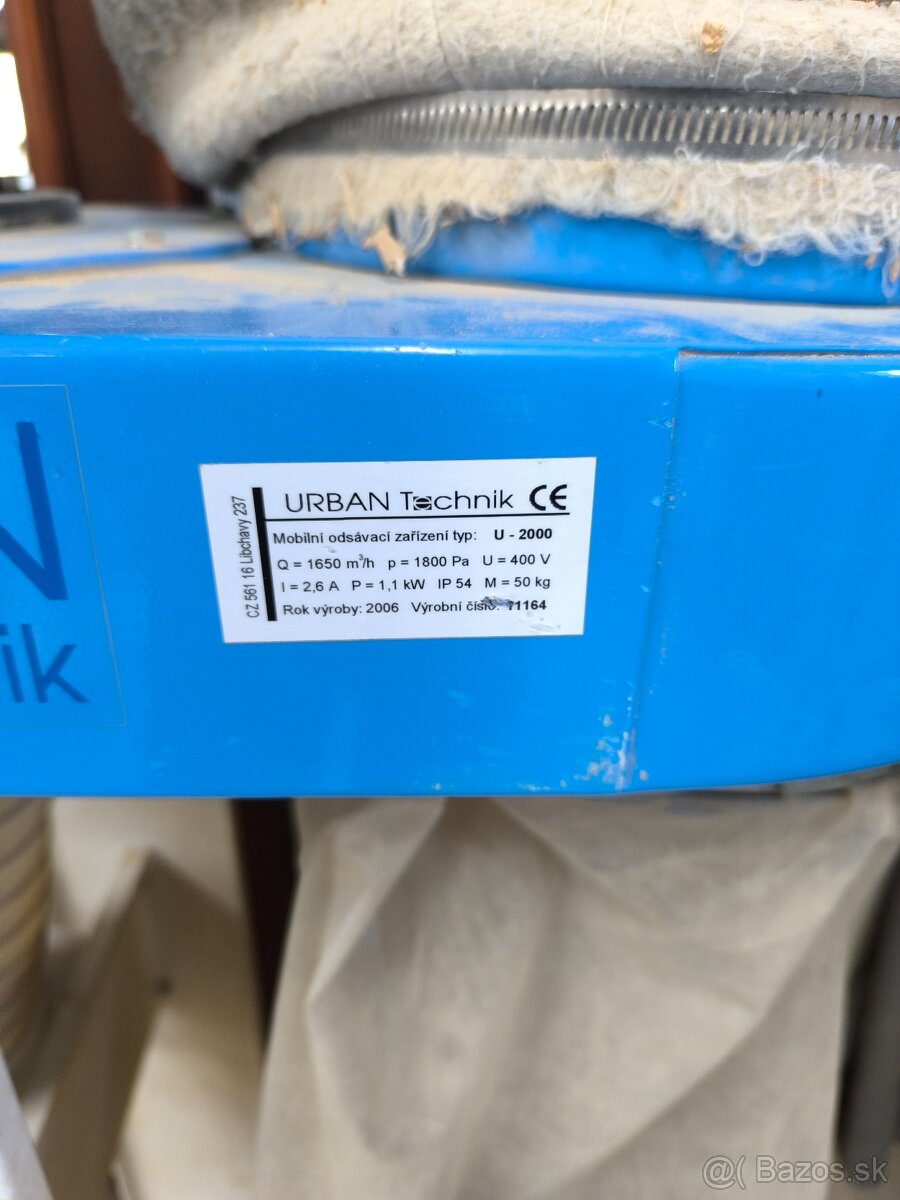 N
ik
CZ 561 16 Libchavy 237
URBAN Technik CE
Mobilní odsávací zařízení typ: U - 2000
Q = 1650 m³/h p = 1800 Pa U = 400 V
I = 2,6 A P = 1,1 kW IP 54 M = 50 kg
Rok výroby: 2006 Výrobní
@( Bazos.sk